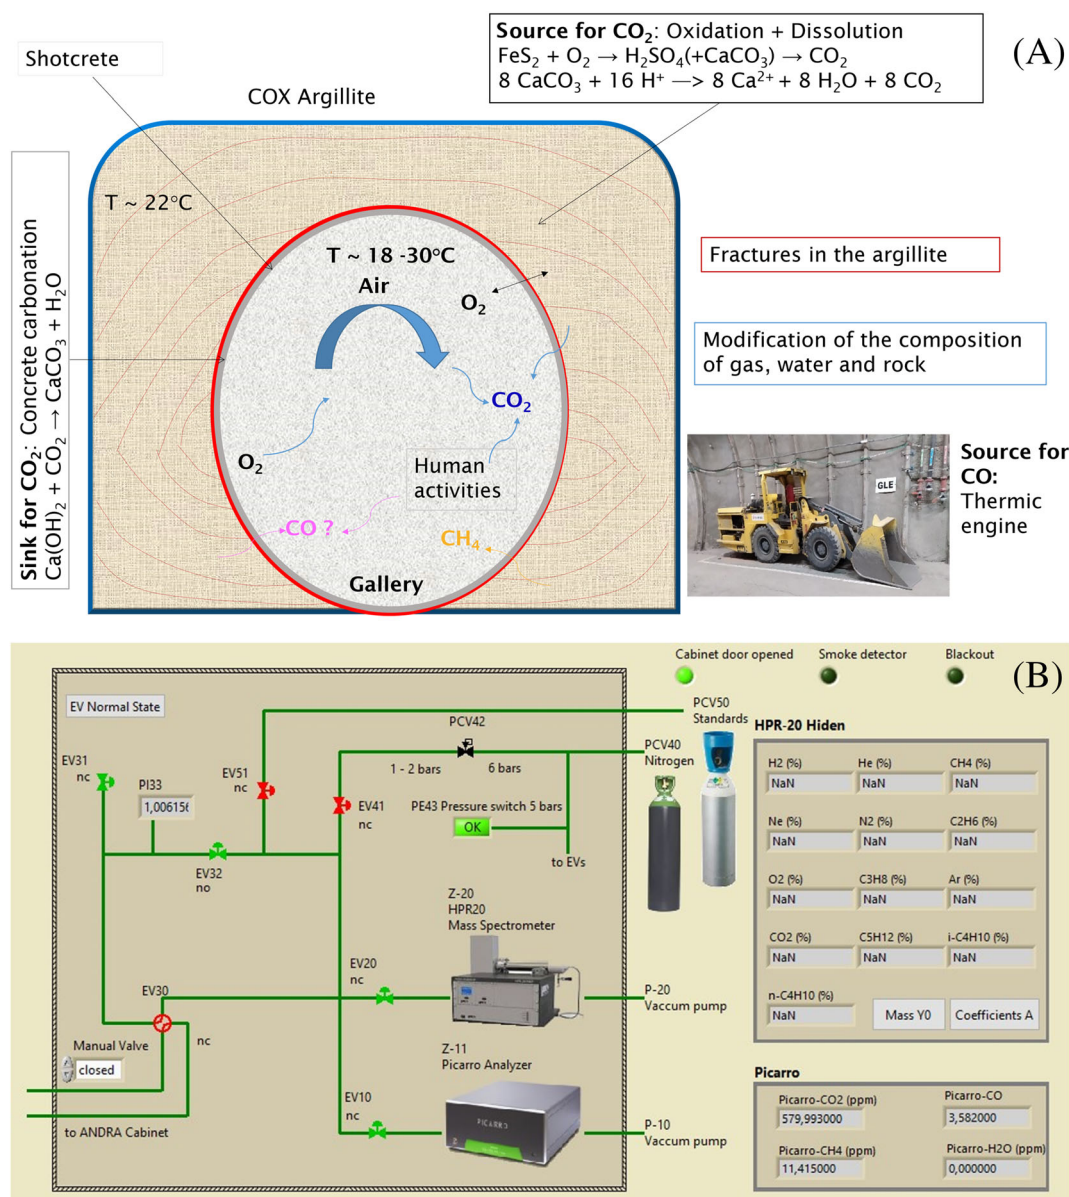 Source for CO₂: Oxidation + Dissolution
FeS₂ + O₂ → H₂SO₄(+CaCO₃) → CO₂
8 CaCO₃ + 16 H⁺ —> 8 Ca²⁺ + 8 H₂O + 8 CO₂
(A)
Shotcrete
COX Argillite
T ~ 22°C
Sink for CO₂: Concrete carbonation
Ca(OH)₂ + CO₂ → CaCO₃ + H₂O
T ~ 18 -30°C
Air
O₂
CO₂
O₂
Human
activities
CO ?
CH₄
Gallery
Fractures in the argillite
Modification of the composition
of gas, water and rock
GLE
Source for
CO:
Thermic
engine
(B)
Cabinet door opened
Smoke detector
Blackout
EV Normal State
PCV50
Standards
PCV42
PCV40
Nitrogen
EV31
nc
PI33
1,006156
EV51
nc
1 - 2 bars
6 bars
EV41
nc
PE43 Pressure switch 5 bars
OK
to EVs
EV32
no
Z-20
HPR20
Mass Spectrometer
EV20
nc
P-20
Vaccum pump
EV30
nc
Manual Valve
closed
to ANDRA Cabinet
Z-11
Picarro Analyzer
PICARRO
EV10
nc
P-10
Vaccum pump
HPR-20 Hiden
H2 (%)
He (%)
CH4 (%)
NaN
NaN
NaN
Ne (%)
N2 (%)
C2H6 (%)
NaN
NaN
NaN
O2 (%)
C3H8 (%)
Ar (%)
NaN
NaN
NaN
CO2 (%)
C5H12 (%)
i-C4H10 (%)
NaN
NaN
NaN
n-C4H10 (%)
NaN
Mass Y0
Coefficients A
Picarro
Picarro-CO2 (ppm)
Picarro-CO
579,993000
3,582000
Picarro-CH4 (ppm)
Picarro-H2O (ppm)
11,415000
0,000000